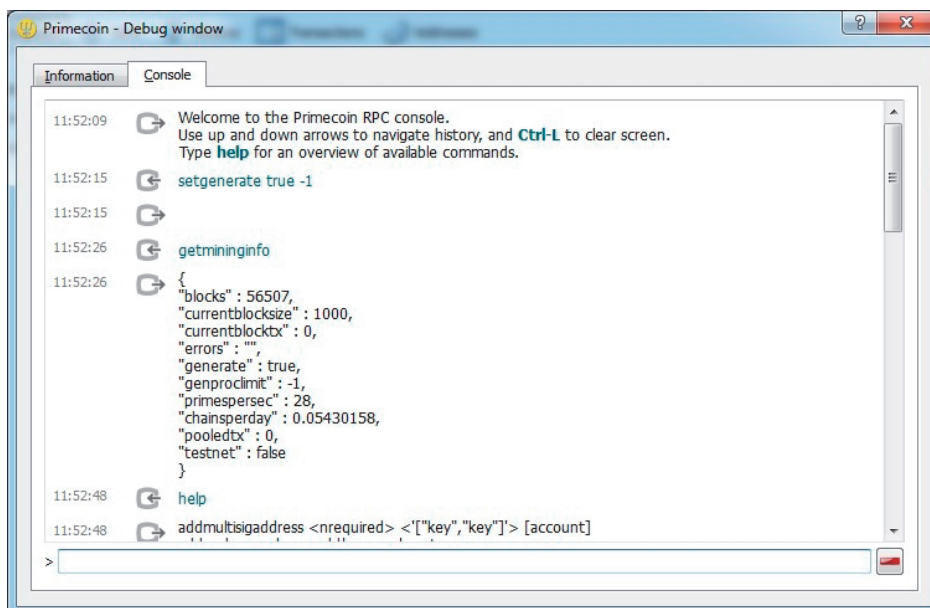 Primecoin - Debug window
Transactions Addresses
Information Console
11:52:09 Welcome to the Primecoin RPC console.
Use up and down arrows to navigate history, and Ctrl-L to clear screen.
Type help for an overview of available commands.
11:52:15 setgenerate true -1
11:52:15
11:52:26 getmininginfo
11:52:26 {
"blocks" : 56507,
"currentblocksize" : 1000,
"currentblocktx" : 0,
"errors" : "",
"generate" : true,
"genproclimit" : -1,
"primespersec" : 28,
"chainsperday" : 0.05430158,
"pooledtx" : 0,
"testnet" : false
}
11:52:48 help
11:52:48 addmultisigaddress <nrequired> <'["key","key"]'> [account]
>